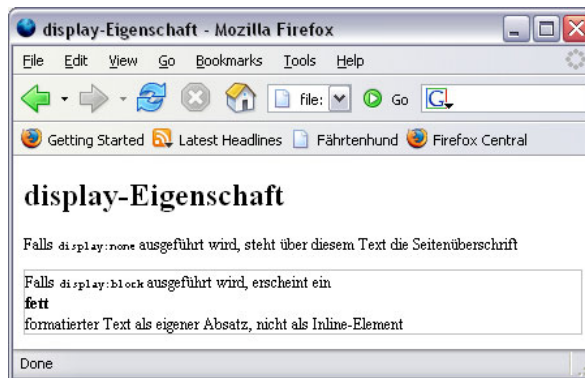 display-Eigenschaft - Mozilla Firefox
File Edit View Go Bookmarks Tools Help
file: Go G
Getting Started Latest Headlines Fährtenhund Firefox Central
display-Eigenschaft
Falls display:none ausgeführt wird, steht über diesem Text die Seitenüberschrift
Falls display:block ausgeführt wird, erscheint ein
fett
formatierter Text als eigener Absatz, nicht als Inline-Element
Done